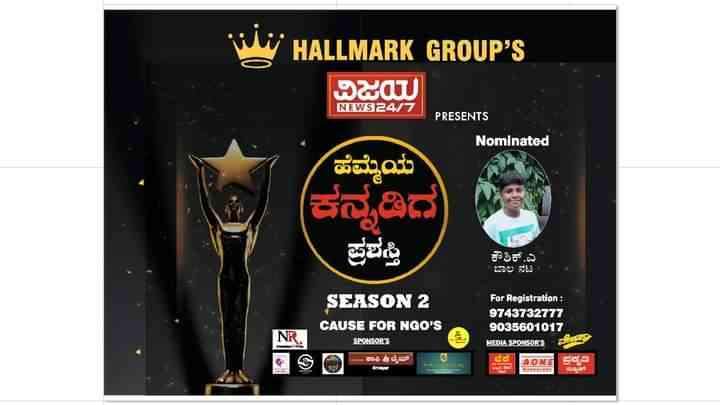 HALLMARK GROUP'S
ವಿಜಯ
NEWS 24/7
PRESENTS
Nominated
ಹೆಮ್ಮೆಯ
ಕನ್ನಡಿಗ
ಪ್ರಶಸ್ತಿ
ಕೌಶಿಕ್.ಎ
ಬಾಲ ನಟ
SEASON 2
CAUSE FOR NGO'S
SPONSOR'S
For Registration :
9743732777
9035601017
MEDIA SPONSOR'S
NR